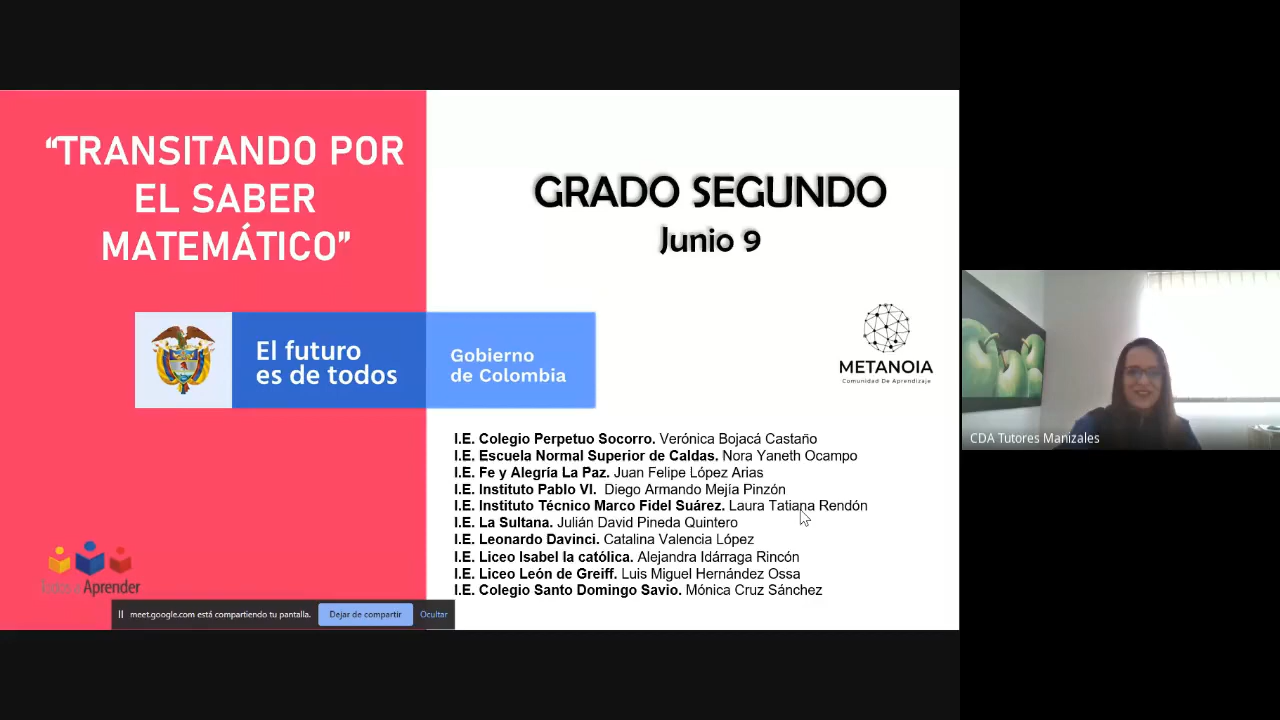 “TRANSITANDO POR
EL SABER
MATEMÁTICO”
GRADO SEGUNDO
Junio 9
El futuro
es de todos
Gobierno
de Colombia
METANOIA
Comunidad De Aprendizaje
I.E. Colegio Perpetuo Socorro. Verónica Bojacá Castaño
I.E. Escuela Normal Superior de Caldas. Nora Yaneth Ocampo
I.E. Fe y Alegría La Paz. Juan Felipe López Arias
I.E. Instituto Pablo VI. Diego Armando Mejía Pinzón
I.E. Instituto Técnico Marco Fidel Suárez. Laura Tatiana Rendón
I.E. La Sultana. Julián David Pineda Quintero
I.E. Leonardo Davinci. Catalina Valencia López
I.E. Liceo Isabel la católica. Alejandra Idárraga Rincón
I.E. Liceo León de Greiff. Luis Miguel Hernández Ossa
I.E. Colegio Santo Domingo Savio. Mónica Cruz Sánchez
Todos a Aprender
meet.google.com está compartiendo tu pantalla.
Dejar de compartir
Ocultar
CDA Tutores Manizales